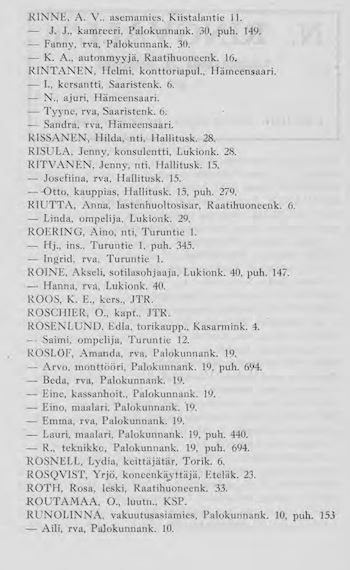 RINNE, A. V., asemamies, Kiistalantie 11.
— J. J., kamreeri, Palokunnank. 30, puh. 149.
— Fanny, rva, Palokunnank. 30.
— K. A., autommyyjä, Raatihuoneenk. 16.
RINTANEN, Helmi, konttoriapul., Hämeensaari.
— I., kersantti, Saaristenk. 6.
— N., ajuri, Hämeensaari.
— Tyyne, rva, Saaristenk. 6.
— Sandra, rva, Hämeensaari.
RISSANEN, Hilda, nti, Hallitusk. 28.
RISULA, Jenny, konsulentti, Lukionk. 28.
RITVANEN, Jenny, nti, Hallitusk. 15.
— Josefiina, rva, Hallitusk. 15.
— Otto, kauppias, Hallitusk. 15, puh. 279.
RIUTTA, Anna, lastenhuoltosisar, Raatihuoneenk. 6.
— Linda, ompelija, Lukionk. 29.
ROERING, Aino, nti, Turuntie 1.
— Hj., ins., Turuntie 1, puh. 345.
— Ingrid, rva, Turuntie 1.
ROINE, Akseli, sotilasohjaaja, Lukionk. 40, puh. 147.
— Hanna, rva, Lukionk. 40.
ROOS, K. E., kers., JTR.
ROSCHIER, O., kapt., JTR.
ROSENLUND, Edla, torikaupp., Kasarmink. 4.
— Saimi, ompelija, Turuntie 12.
ROSLÖF, Amanda, rva, Palokunnank. 19.
— Arvo, monttööri, Palokunnank. 19, puh. 694.
— Beda, rva, Palokunnank. 19.
— Eine, kassanhoit., Palokunnank. 19.
— Eino, maalari, Palokunnank. 19.
— Emma, rva, Palokunnank. 19.
— Lauri, maalari, Palokunnank. 19, puh. 440.
— R., teknikko, Palokunnank. 19, puh. 694.
ROSNELL, Lydia, keittäjätär, Torik. 6.
ROSQVIST, Yrjö, koneenkäyttäjä, Eteläk. 23.
ROTH, Rosa, leski, Raatihuoneenk. 33.
ROUTAMAA, O., luutn., KSP.
RUNOLINNA, vakuutusasiamies, Palokunnank. 10, puh. 153
— Aili, rva, Palokunnank. 10.